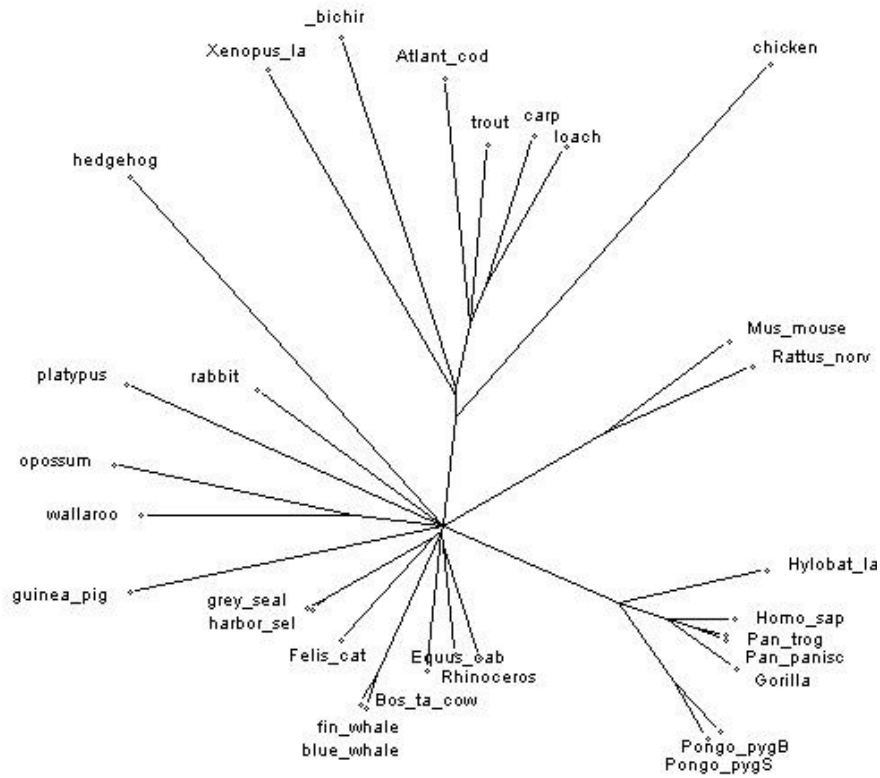 _bichir
Xenopus_la
Atlant_cod
chicken
trout
carp
loach
hedgehog
Mus_mouse
Rattus_norv
platypus
rabbit
opossum
wallaroo
guinea_pig
grey_seal
harbor_sel
Felis_cat
Equus_cab
Rhinoceros
Bos_ta_cow
fin_whale
blue_whale
Hylobat_la
Homo_sap
Pan_trog
Pan_panisc
Gorilla
Pongo_pygB
Pongo_pygS